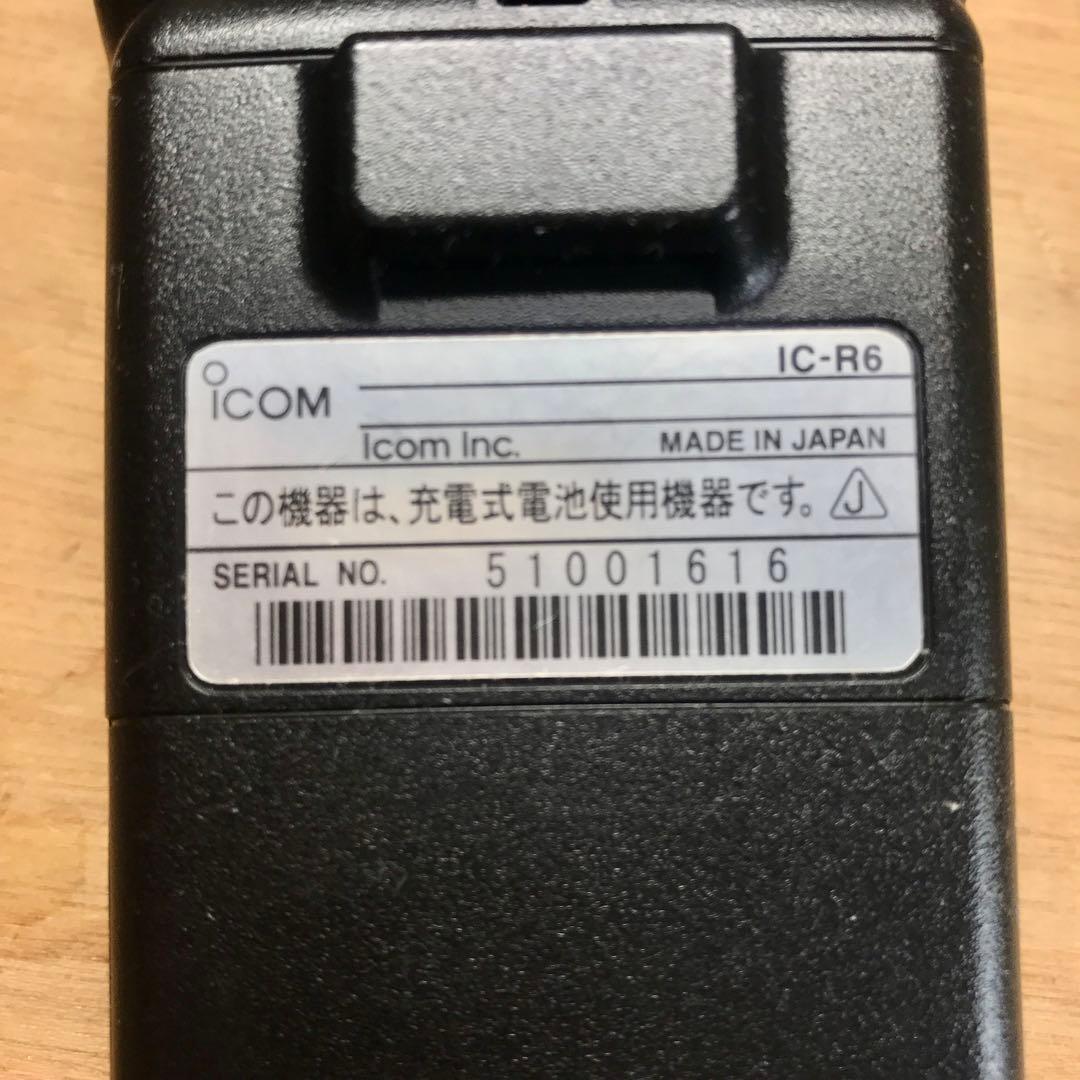 IC-R6
ICOM
Icom Inc. MADE IN JAPAN
この機器は、充電式電池使用機器です。 J
SERIAL NO. 51001616